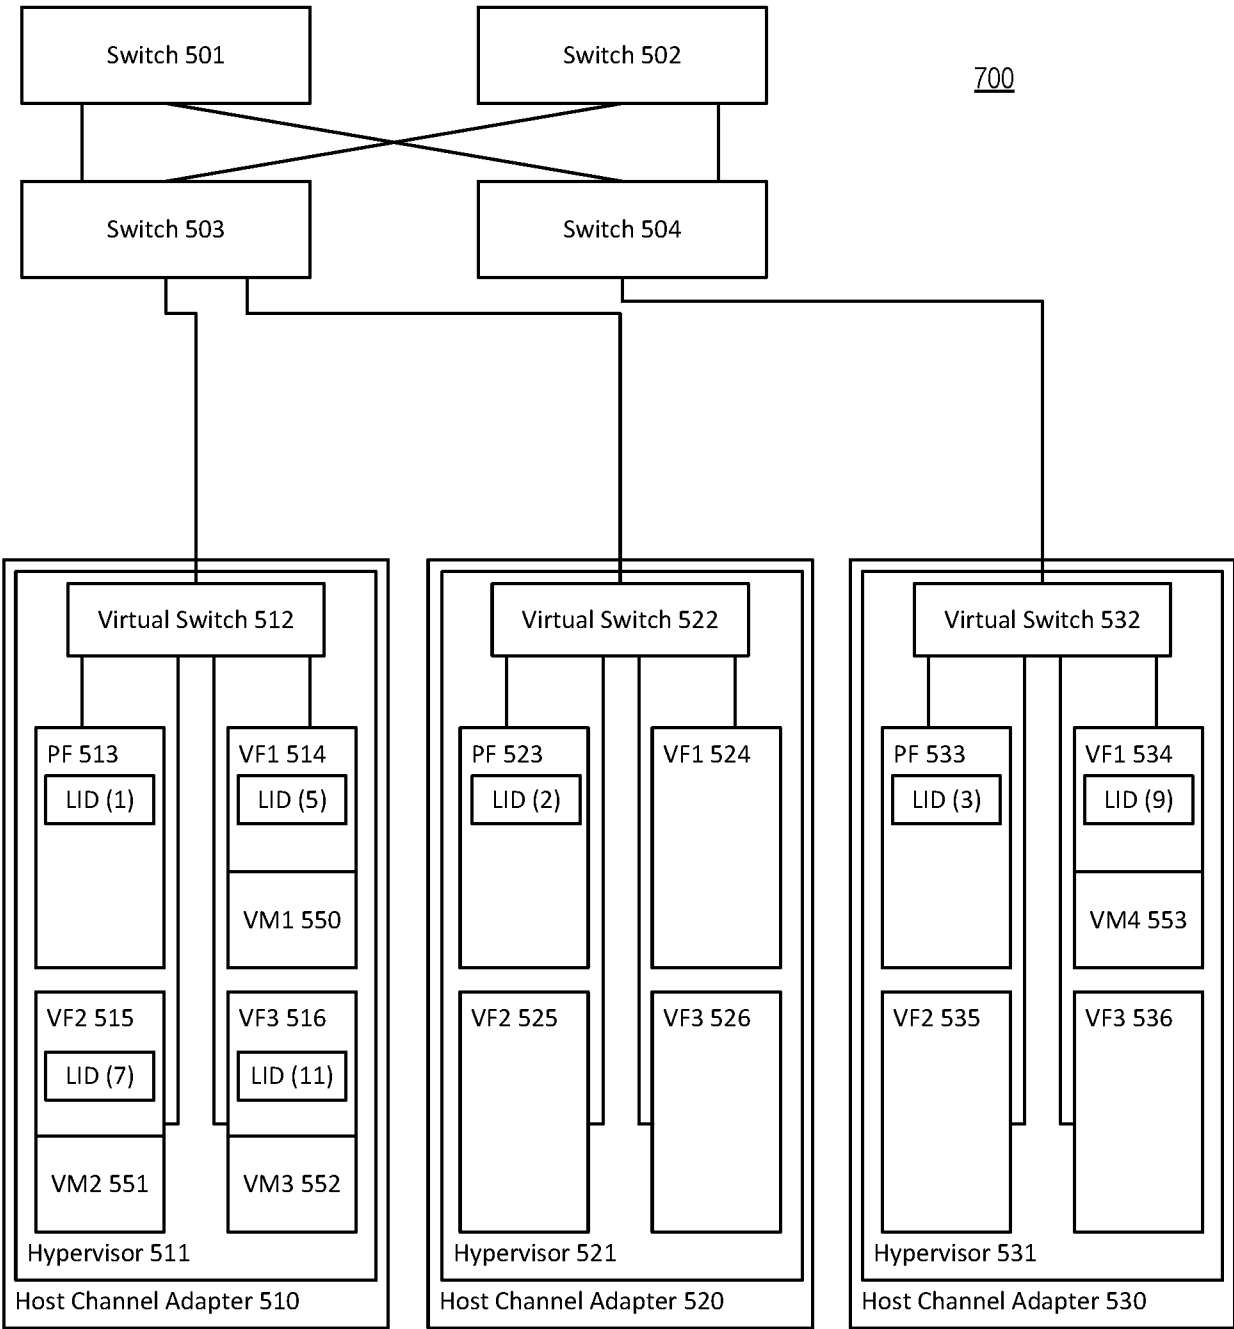 Switch 501
Switch 502
700
Switch 503
Switch 504
Virtual Switch 512
Virtual Switch 522
Virtual Switch 532
PF 513
LID (1)
VF1 514
LID (5)
VM1 550
PF 523
LID (2)
VF1 524
PF 533
LID (3)
VF1 534
LID (9)
VM4 553
VF2 515
LID (7)
VM2 551
VF3 516
LID (11)
VM3 552
VF2 525
VF3 526
VF2 535
VF3 536
Hypervisor 511
Hypervisor 521
Hypervisor 531
Host Channel Adapter 510
Host Channel Adapter 520
Host Channel Adapter 530